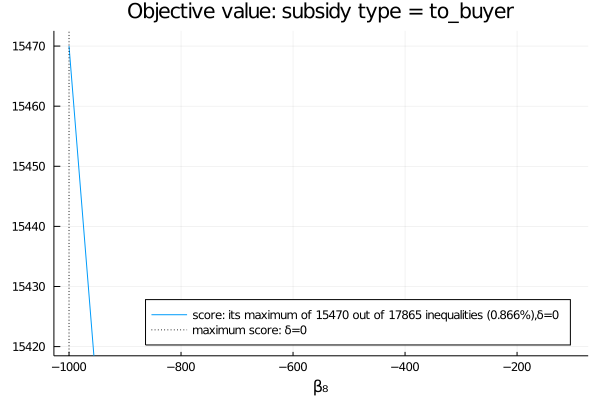 Objective value: subsidy type = to_buyer
15470
15460
15450
15440
15430
15420
score: its maximum of 15470 out of 17865 inequalities (0.866%),δ=0
maximum score: δ=0
−1000 −800 −600 −400 −200
β₈